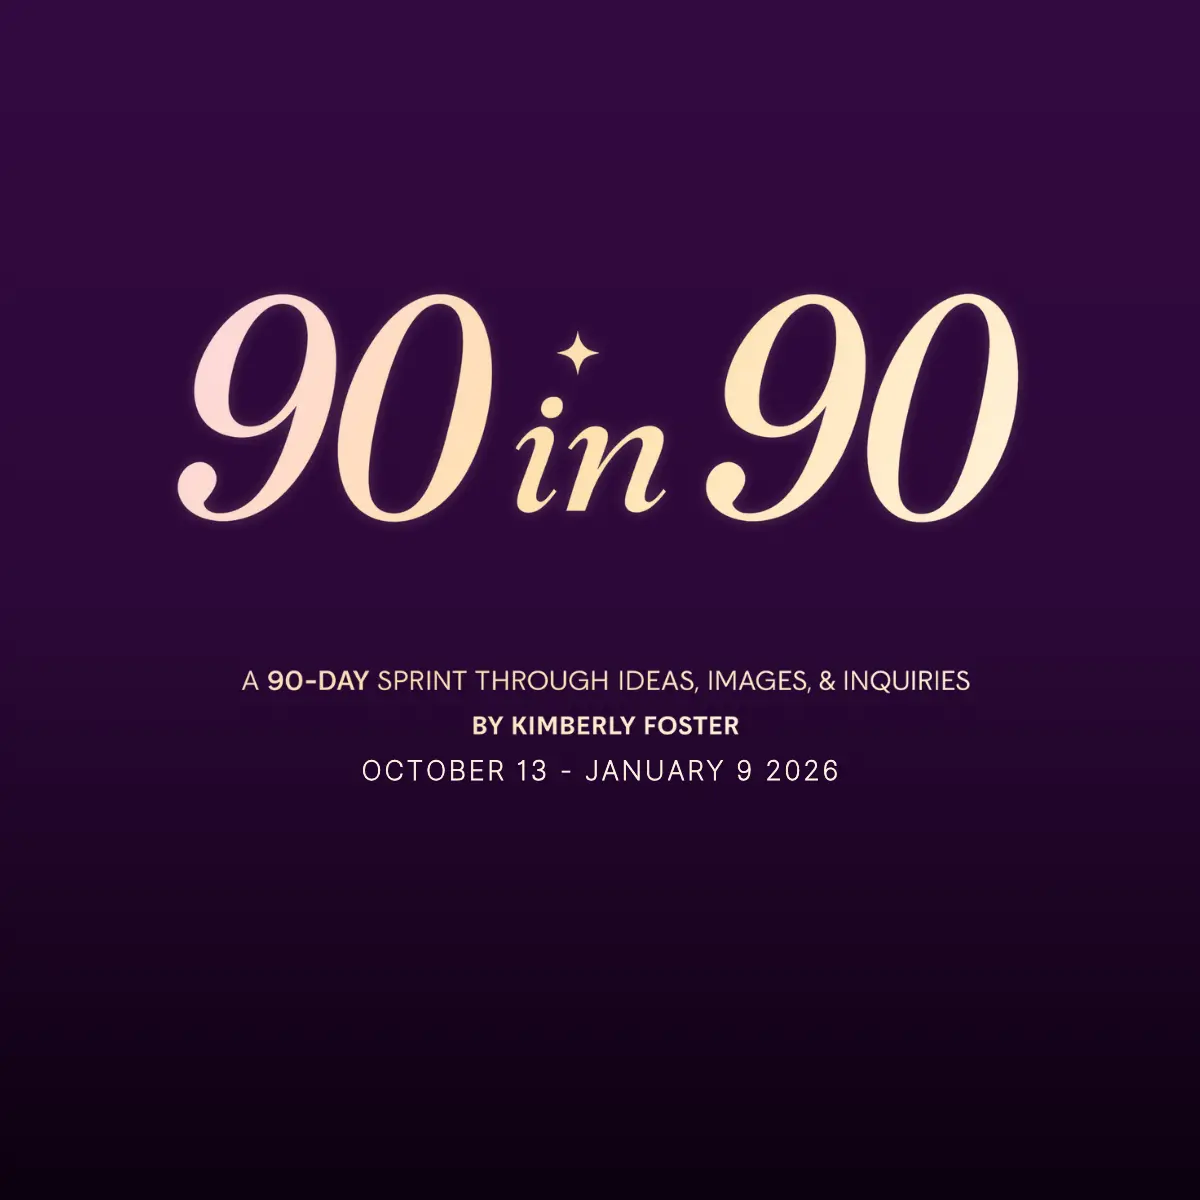 90 in 90
A 90-DAY SPRINT THROUGH IDEAS, IMAGES, & INQUIRIES
BY KIMBERLY FOSTER
OCTOBER 13 - JANUARY 9 2026